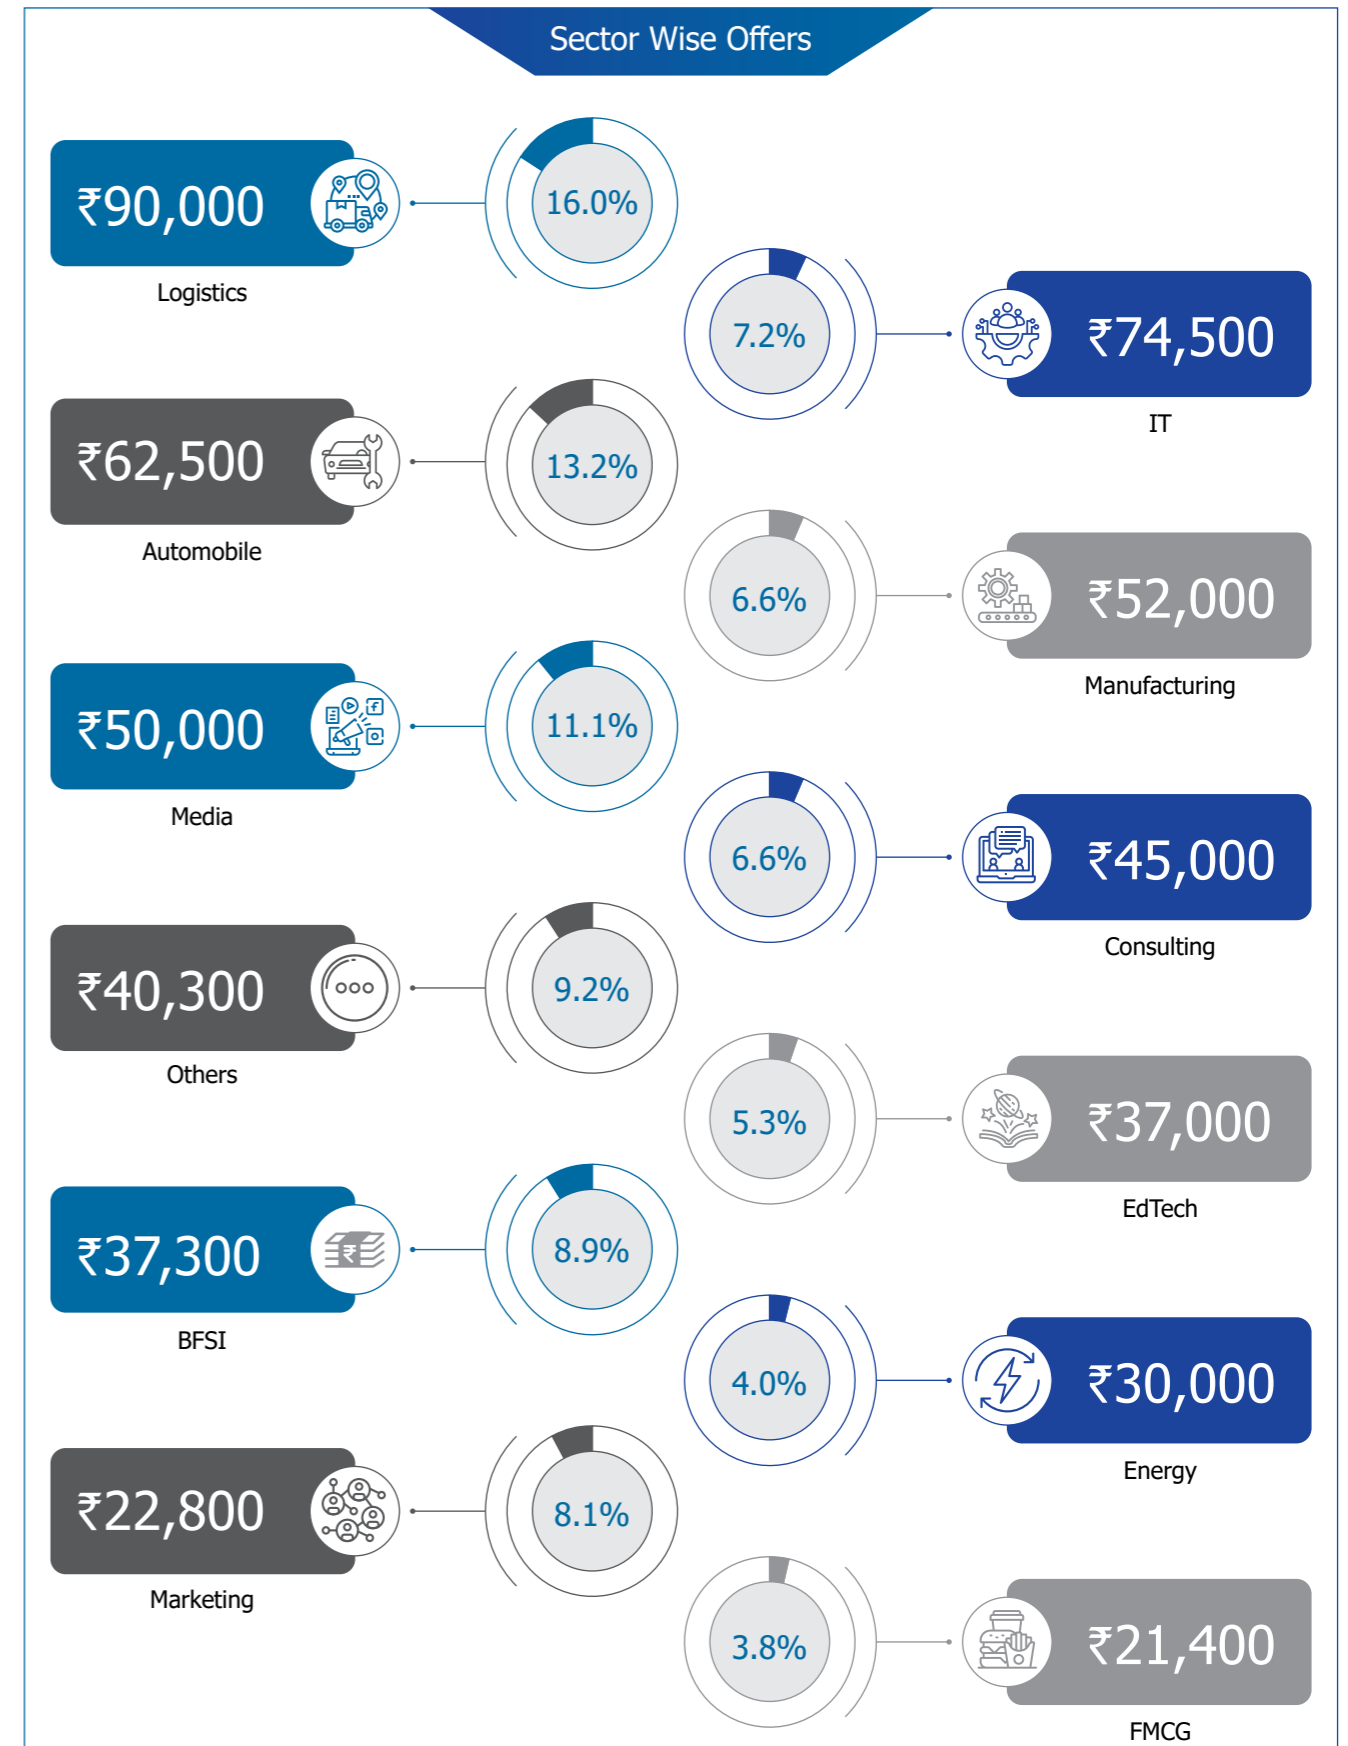 Sector Wise Offers
₹90,000
16.0%
Logistics
7.2%
₹74,500
IT
₹62,500
13.2%
Automobile
6.6%
₹52,000
Manufacturing
₹50,000
11.1%
Media
6.6%
₹45,000
Consulting
₹40,300
9.2%
Others
5.3%
₹37,000
EdTech
₹37,300
8.9%
BFSI
4.0%
₹30,000
Energy
₹22,800
8.1%
Marketing
3.8%
₹21,400
FMCG